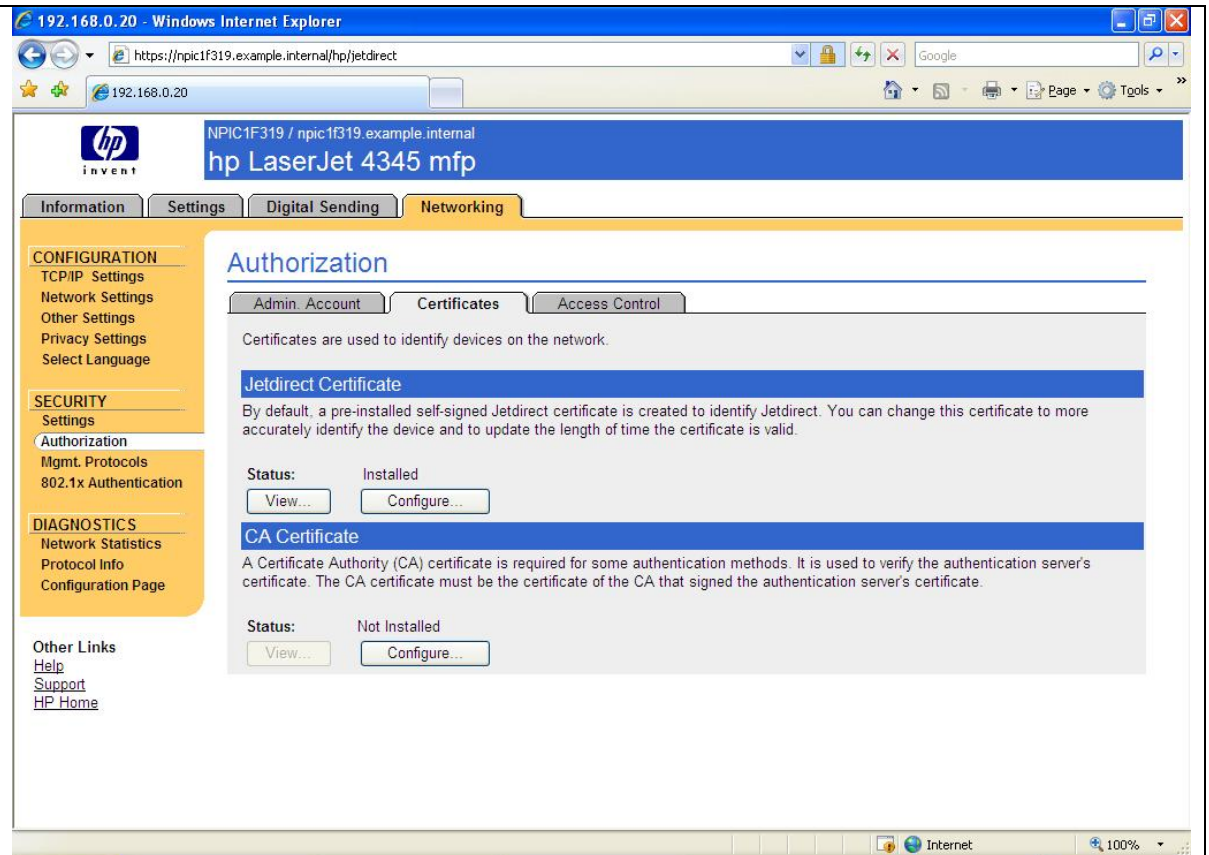 192.168.0.20 - Windows Internet Explorer
https://npic1f319.example.internal/hp/jetdirect
Google
192.168.0.20
Page
Tools
»
hp
invent
NPIC1F319 / npic1f319.example.internal
hp LaserJet 4345 mfp
Information Settings Digital Sending Networking
CONFIGURATION
TCP/IP Settings
Network Settings
Other Settings
Privacy Settings
Select Language
SECURITY
Settings
Authorization
Mgmt. Protocols
802.1x Authentication
DIAGNOSTICS
Network Statistics
Protocol Info
Configuration Page
Other Links
Help
Support
HP Home
Authorization
Admin. Account Certificates Access Control
Certificates are used to identify devices on the network.
Jetdirect Certificate
By default, a pre-installed self-signed Jetdirect certificate is created to identify Jetdirect. You can change this certificate to more
accurately identify the device and to update the length of time the certificate is valid.
Status: Installed
View... Configure...
CA Certificate
A Certificate Authority (CA) certificate is required for some authentication methods. It is used to verify the authentication server's
certificate. The CA certificate must be the certificate of the CA that signed the authentication server's certificate.
Status: Not Installed
View... Configure...
Internet 100%